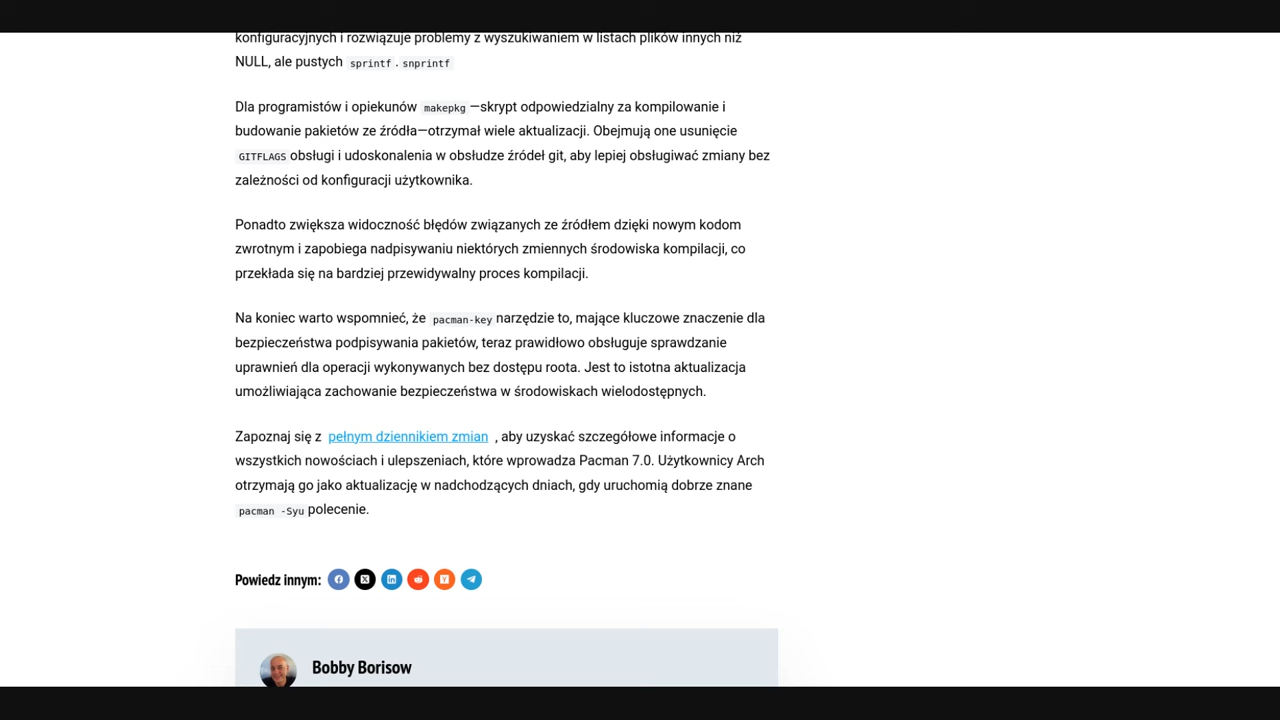 konfiguracyjnych i rozwiązuje problemy z wyszukiwaniem w listach plików innych niż
NULL, ale pustych sprintf . snprintf
Dla programistów i opiekunów makepkg —skrypt odpowiedzialny za kompilowanie i
budowanie pakietów ze źródła—otrzymał wiele aktualizacji. Obejmują one usunięcie
GITFLAGS obsługi i udoskonalenia w obsłudze źródeł git, aby lepiej obsługiwać zmiany bez
zależności od konfiguracji użytkownika.
Ponadto zwiększa widoczność błędów związanych ze źródłem dzięki nowym kodom
zwrotnym i zapobiega nadpisywaniu niektórych zmiennych środowiska kompilacji, co
przekłada się na bardziej przewidywalny proces kompilacji.
Na koniec warto wspomnieć, że pacman-key narzędzie to, mające kluczowe znaczenie dla
bezpieczeństwa podpisywania pakietów, teraz prawidłowo obsługuje sprawdzanie
uprawnień dla operacji wykonywanych bez dostępu roota. Jest to istotna aktualizacja
umożliwiająca zachowanie bezpieczeństwa w środowiskach wielodostępnych.
Zapoznaj się z pełnym dziennikiem zmian , aby uzyskać szczegółowe informacje o
wszystkich nowościach i ulepszeniach, które wprowadza Pacman 7.0. Użytkownicy Arch
otrzymają go jako aktualizację w nadchodzących dniach, gdy uruchomią dobrze znane
pacman -Syu polecenie.
Powiedz innym:
Bobby Borisow